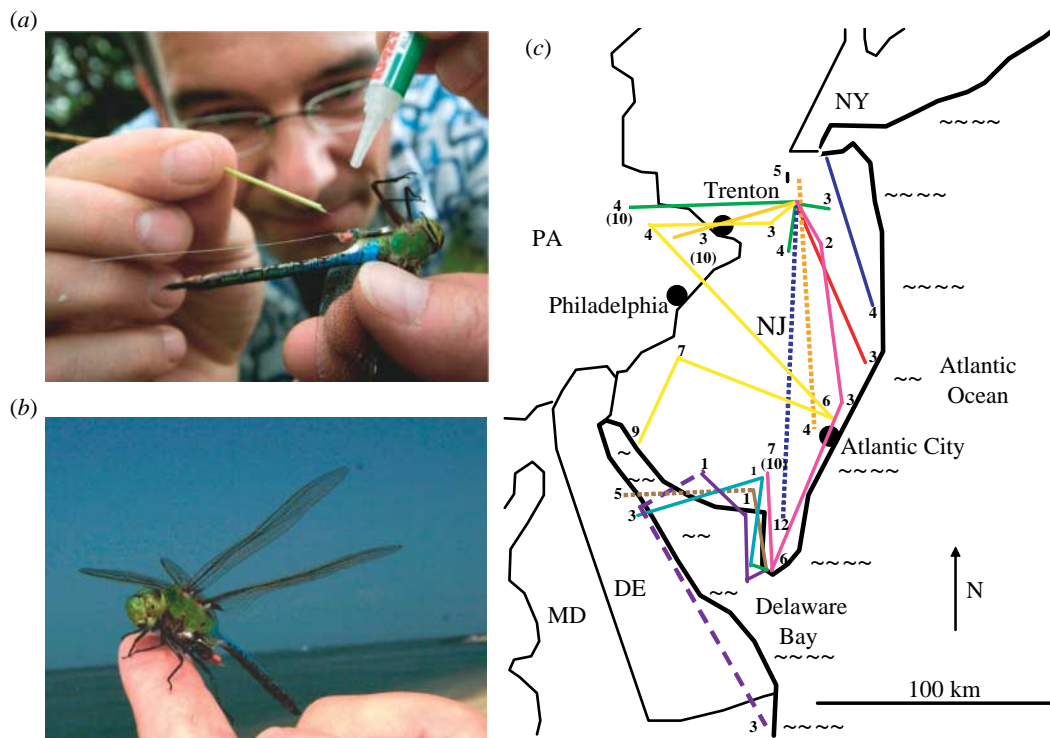 (a)
(b)
(c)
NY
5
Trenton
3
4
(10)
PA
4
3
(10)
3
4
2
Philadelphia
NJ
4
7
3
6
3
Atlantic
Ocean
9
4
Atlantic City
1
1
7
(10)
5
1
3
12
6
MD
DE
Delaware
Bay
N
100 km
3